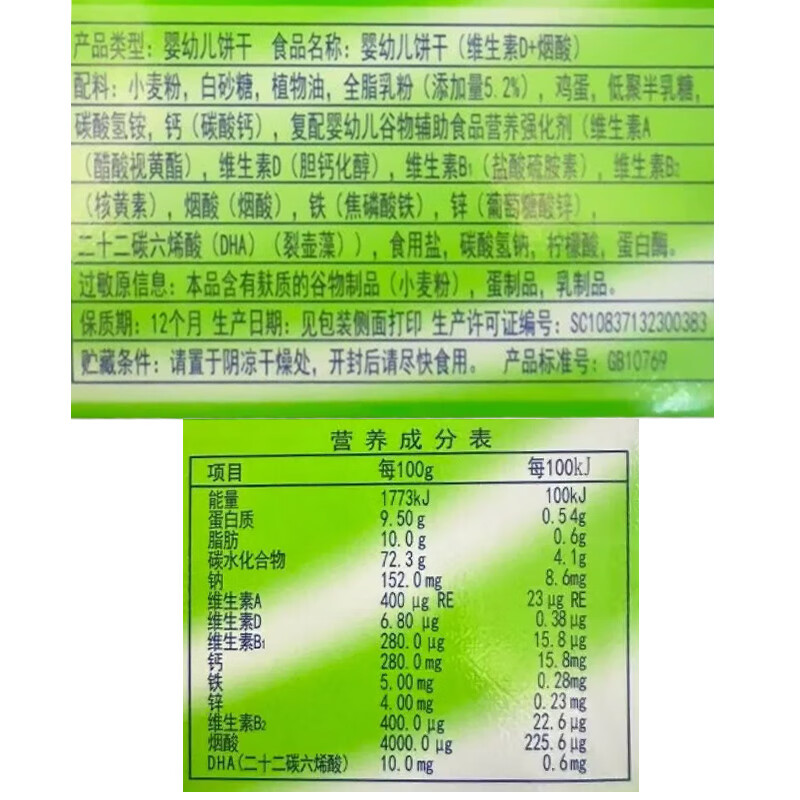 产品类型：婴幼儿饼干 食品名称：婴幼儿饼干（维生素D+烟酸）
配料：小麦粉，白砂糖，植物油，全脂乳粉（添加量5.2%），鸡蛋，低聚半乳糖，
碳酸氢铵，钙（碳酸钙），复配婴幼儿谷物辅助食品营养强化剂（维生素A
（醋酸视黄酯），维生素D（胆钙化醇），维生素B₁（盐酸硫胺素），维生素B₂
（核黄素），烟酸（烟酸），铁（焦磷酸铁），锌（葡萄糖酸锌），
二十二碳六烯酸（DHA）（裂壶藻）），食用盐，碳酸氢钠，柠檬酸，蛋白酶。
过敏原信息：本品含有麸质的谷物制品（小麦粉），蛋制品，乳制品。
保质期：12个月 生产日期：见包装侧面打印 生产许可证编号：SC10837132300383
贮藏条件：请置于阴凉干燥处，开封后请尽快食用。 产品标准号：GB10769
营养成分表
项目 每100g 每100kJ
能量 1773kJ 100kJ
蛋白质 9.50g 0.54g
脂肪 10.0g 0.6g
碳水化合物 72.3g 4.1g
钠 152.0mg 8.6mg
维生素A 400 μg RE 23 μg RE
维生素D 6.80 μg 0.38μg
维生素B₁ 280.0μg 15.8μg
钙 280.0mg 15.8mg
铁 5.00mg 0.28mg
锌 4.00mg 0.23mg
维生素B₂ 400.0μg 22.6μg
烟酸 4000.0μg 225.6μg
DHA(二十二碳六烯酸) 10.0mg 0.6mg